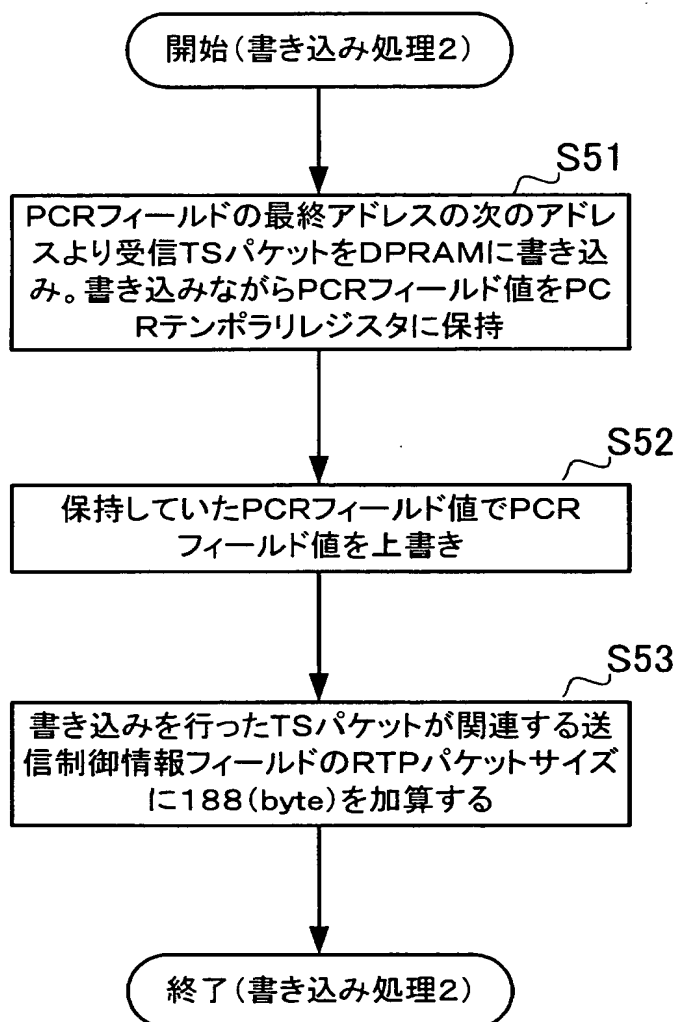 開始(書き込み処理2)
S51
PCRフィールドの最終アドレスの次のアドレ
スより受信TSパケットをDPRAMに書き込
み。書き込みながらPCRフィールド値をPC
Rテンポラリレジスタに保持
S52
保持していたPCRフィールド値でPCR
フィールド値を上書き
S53
書き込みを行ったTSパケットが関連する送
信制御情報フィールドのRTPパケットサイズ
に188(byte)を加算する
終了(書き込み処理2)